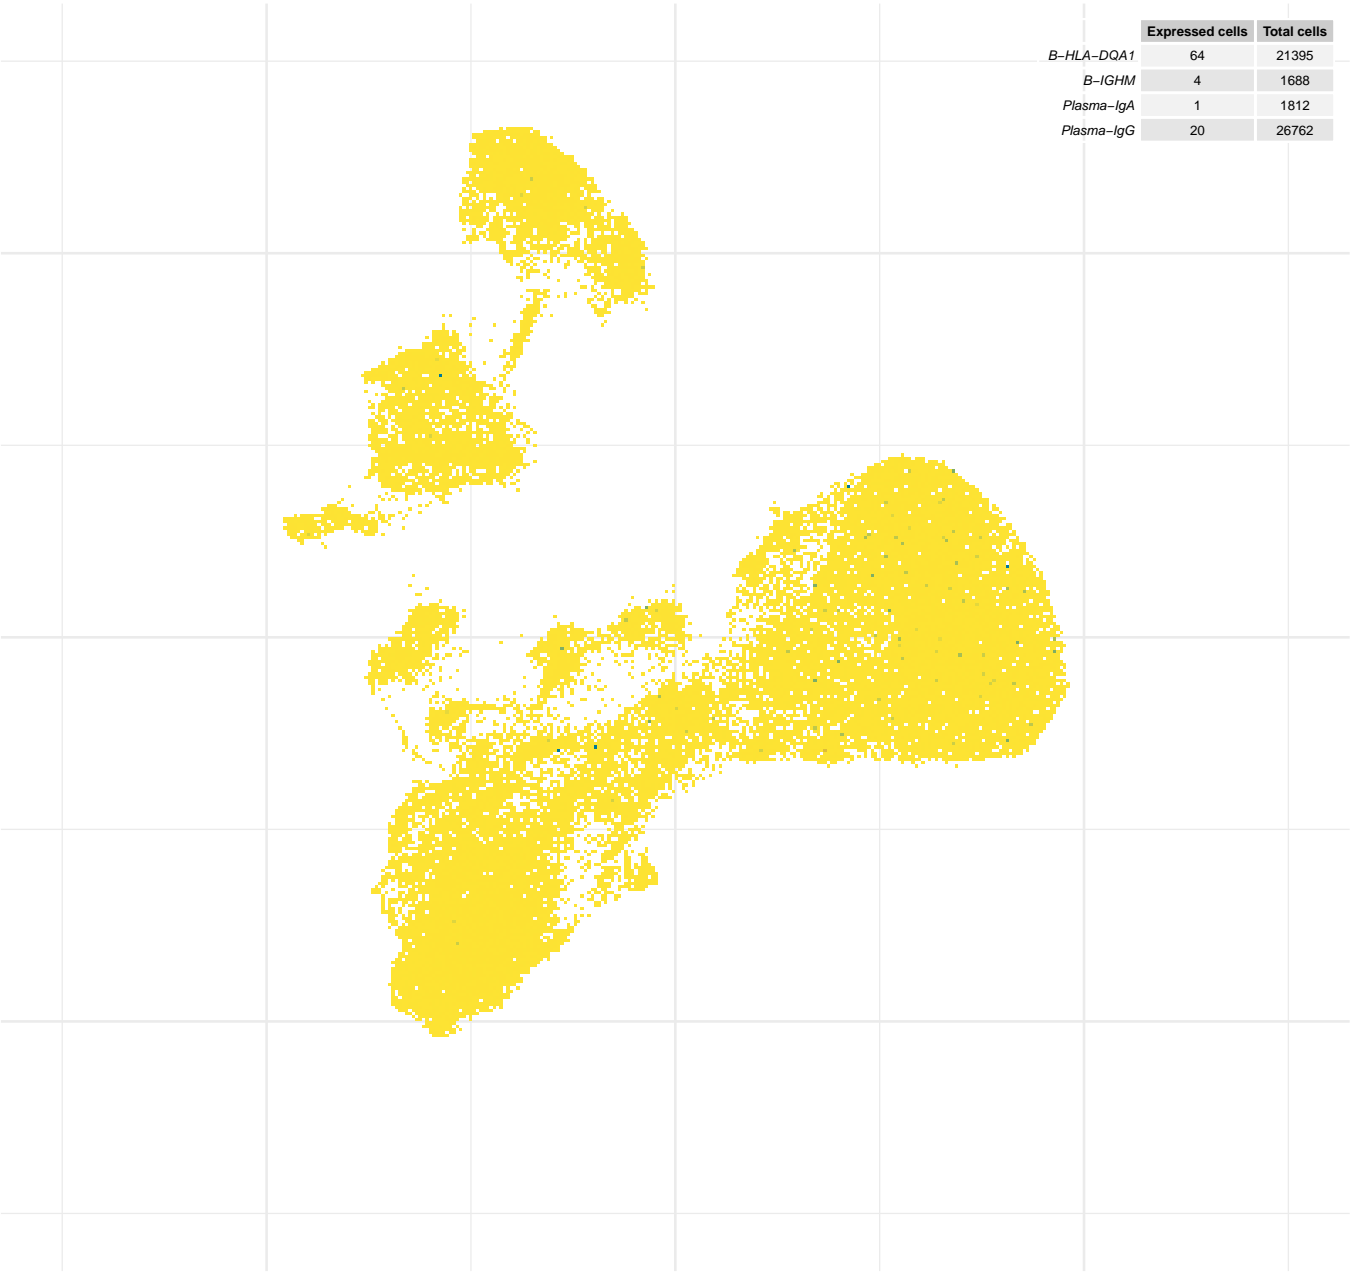 Expressed cells Total cells
B−HLA−DQA1 64 21395
B−IGHM 4 1688
Plasma−IgA 1 1812
Plasma−IgG 20 26762